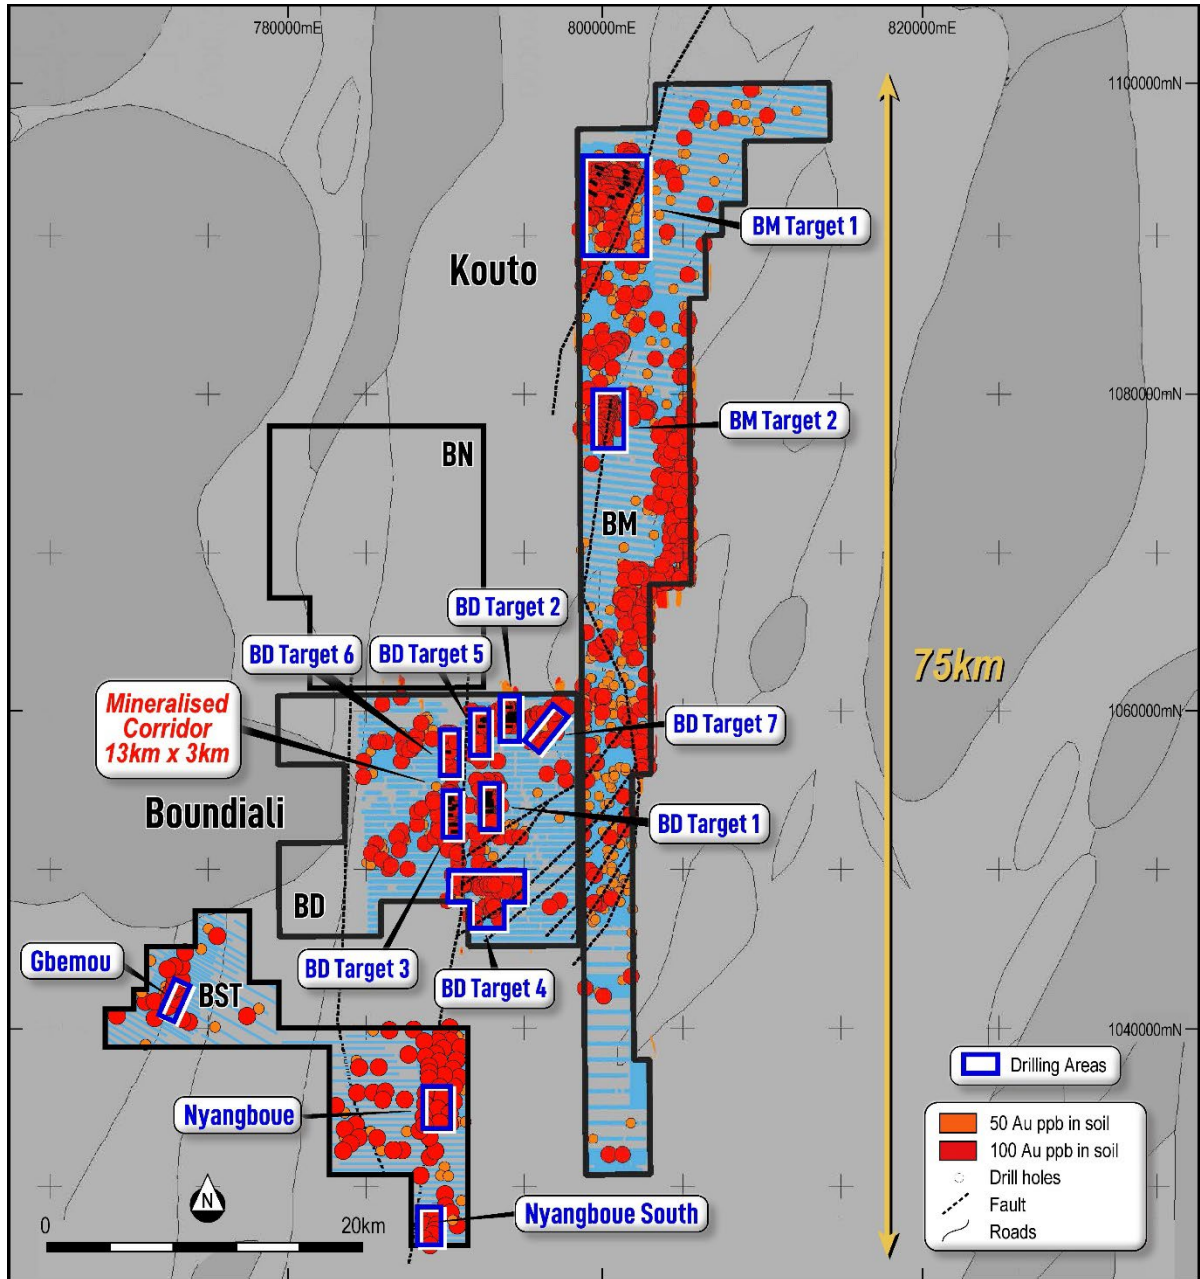 780000mE
800000mE
820000mE
1100000mN
BM Target 1
Kouto
1080000mN
BM Target 2
BN
BM
BD Target 2
BD Target 6
BD Target 5
75km
Mineralised
Corridor
13km x 3km
1060000mN
BD Target 7
Boundiali
BD Target 1
BD
Gbemou
BD Target 3
BD Target 4
BST
1040000mN
Drilling Areas
Nyangboue
50 Au ppb in soil
100 Au ppb in soil
Drill holes
Fault
Roads
N
Nyangboue South
0
20km